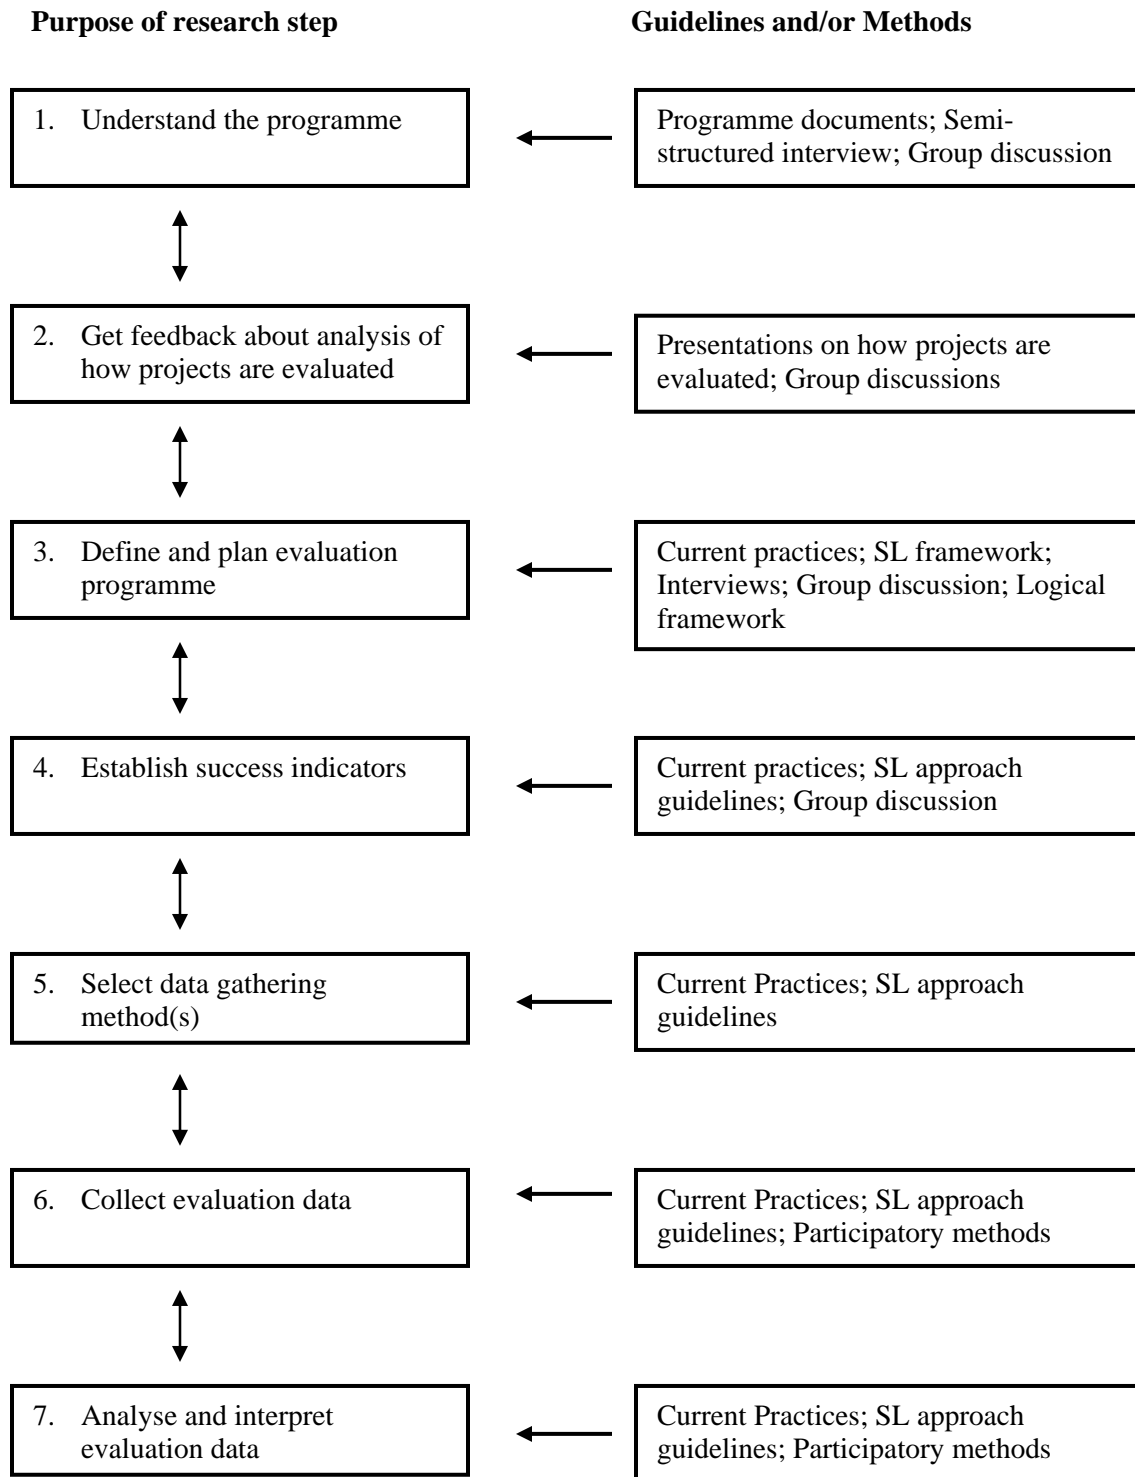 Purpose of research step
Guidelines and/or Methods
1. Understand the programme
Programme documents; Semi-
structured interview; Group discussion
2. Get feedback about analysis of
how projects are evaluated
Presentations on how projects are
evaluated; Group discussions
3. Define and plan evaluation
programme
Current practices; SL framework;
Interviews; Group discussion; Logical
framework
4. Establish success indicators
Current practices; SL approach
guidelines; Group discussion
5. Select data gathering
method(s)
Current Practices; SL approach
guidelines
6. Collect evaluation data
Current Practices; SL approach
guidelines; Participatory methods
7. Analyse and interpret
evaluation data
Current Practices; SL approach
guidelines; Participatory methods